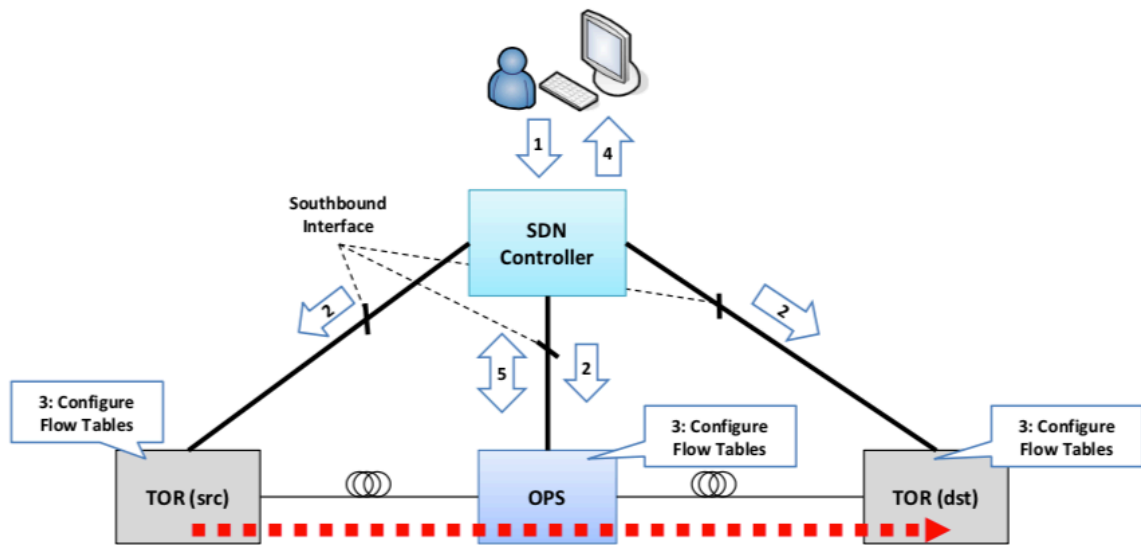 1
4
Southbound
Interface
SDN
Controller
2
2
5
2
3: Configure
Flow Tables
3: Configure
Flow Tables
3: Configure
Flow Tables
TOR (src)
OPS
TOR (dst)